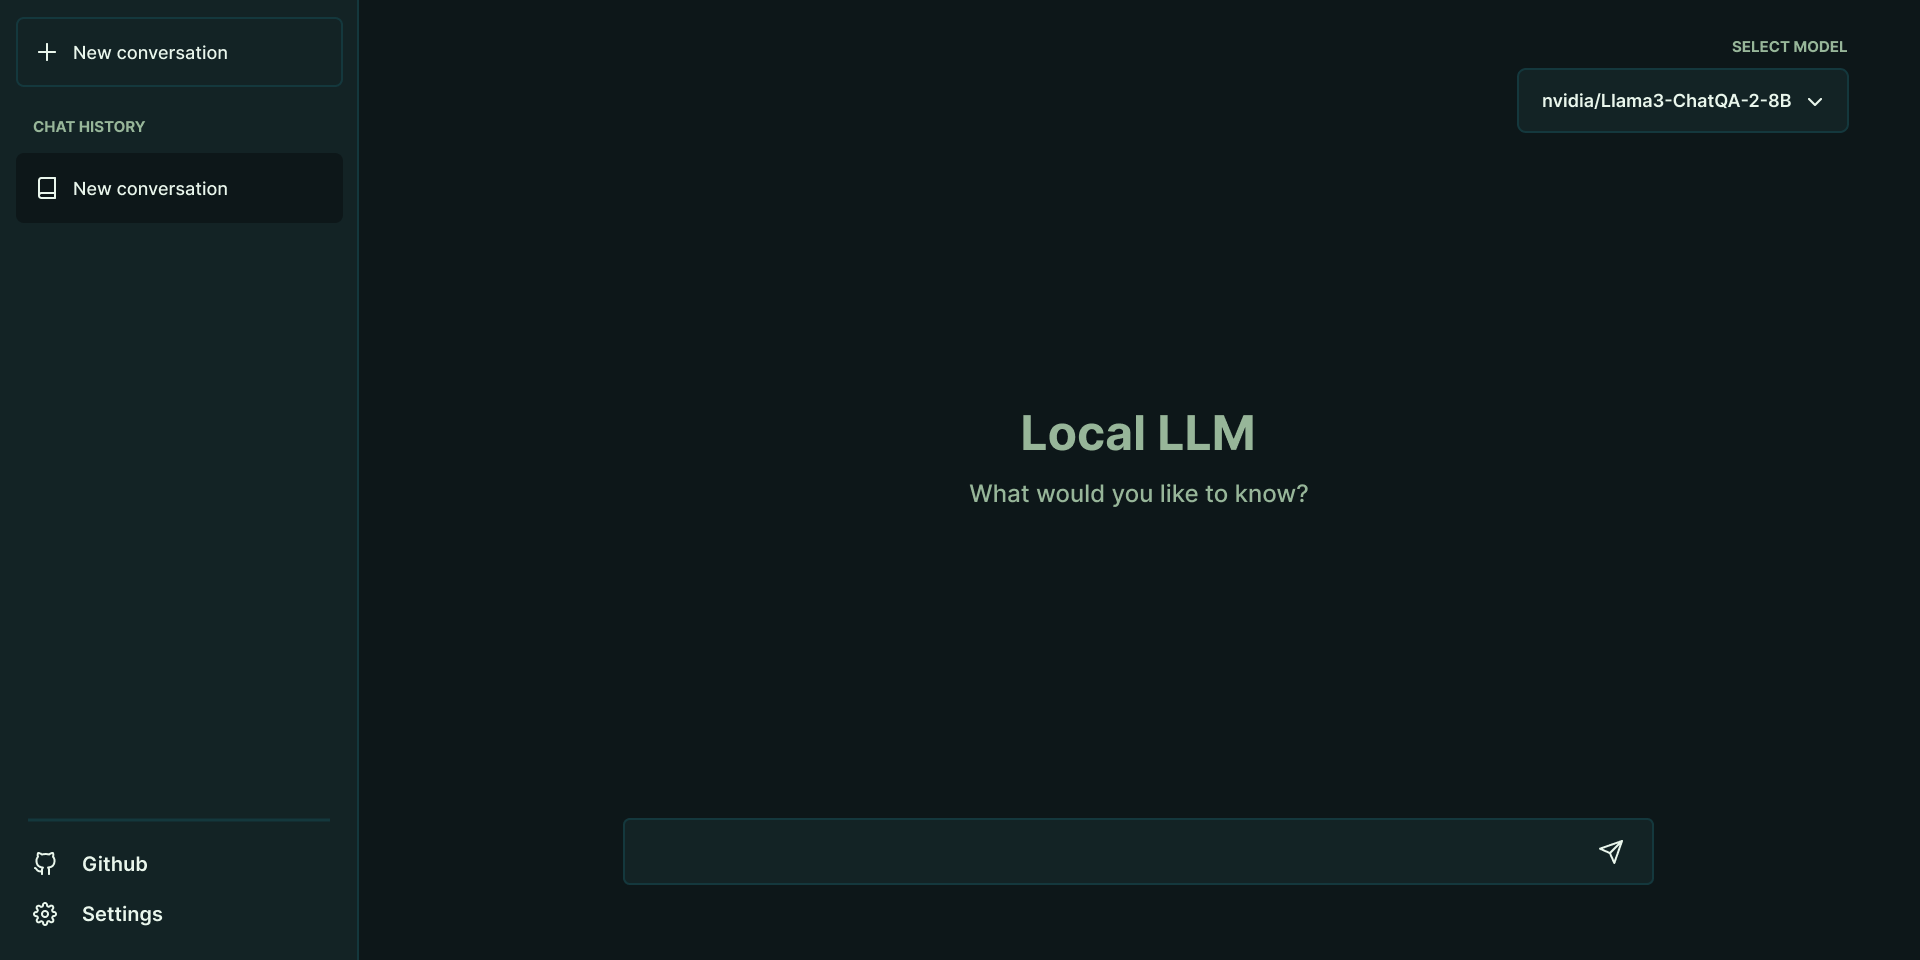 New conversation
CHAT HISTORY
New conversation
Github
Settings
SELECT MODEL
nvidia/Llama3-ChatQA-2-8B
Local LLM
What would you like to know?